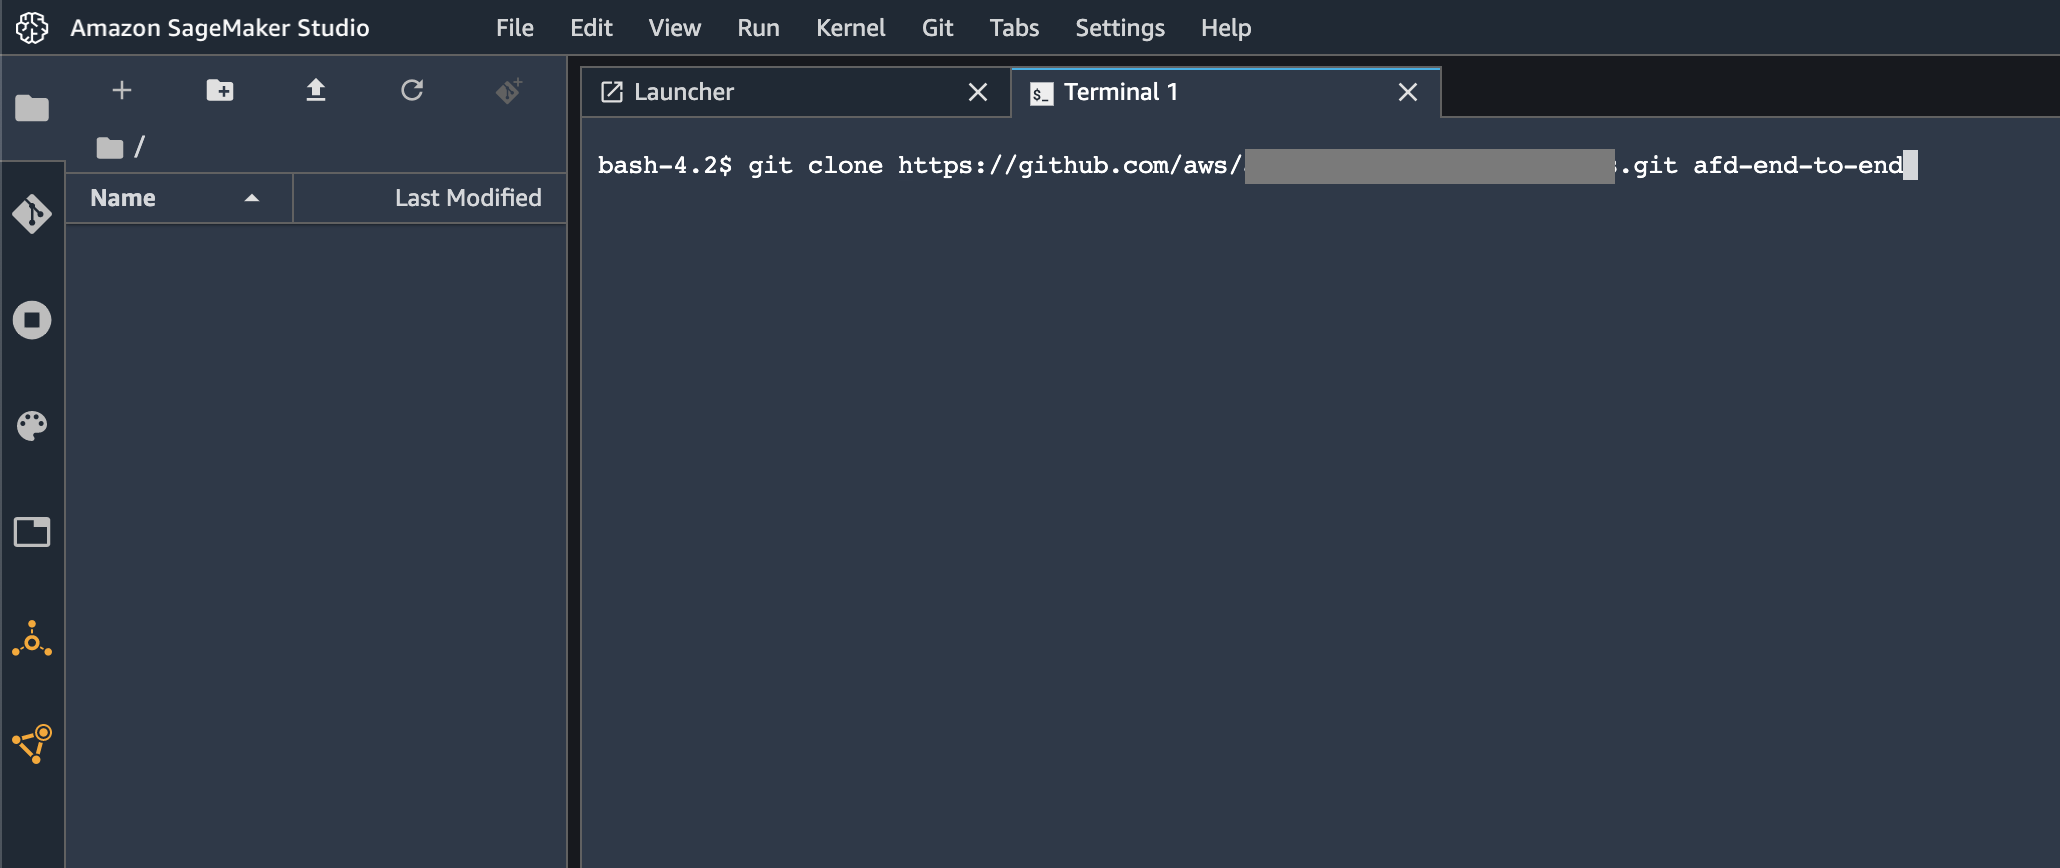 Amazon SageMaker Studio File Edit View Run Kernel Git Tabs Settings Help
Launcher Terminal 1
/
Name Last Modified
$_
bash-4.2$ git clone https://github.com/aws/ .git afd-end-to-end